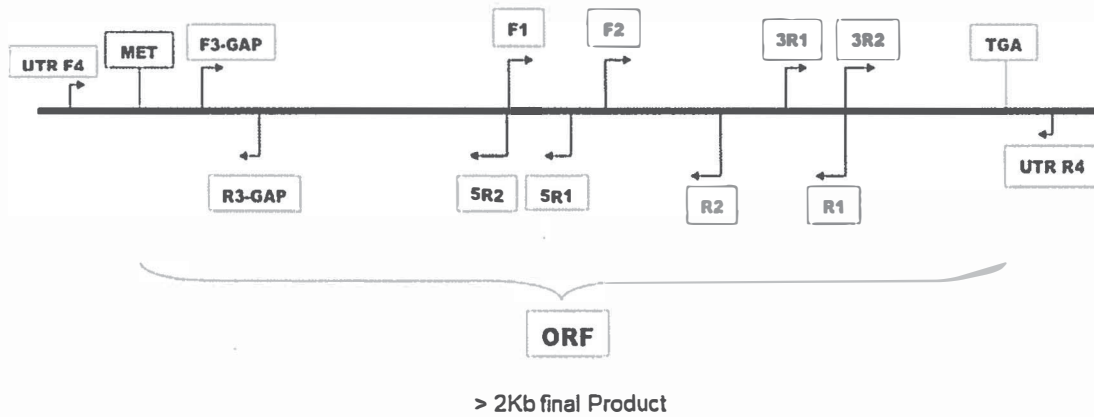 UTR F4
MET
F3-GAP
F1
F2
3R1
3R2
TGA
R3-GAP
5R2
5R1
R2
R1
UTR R4
ORF
> 2Kb final Product